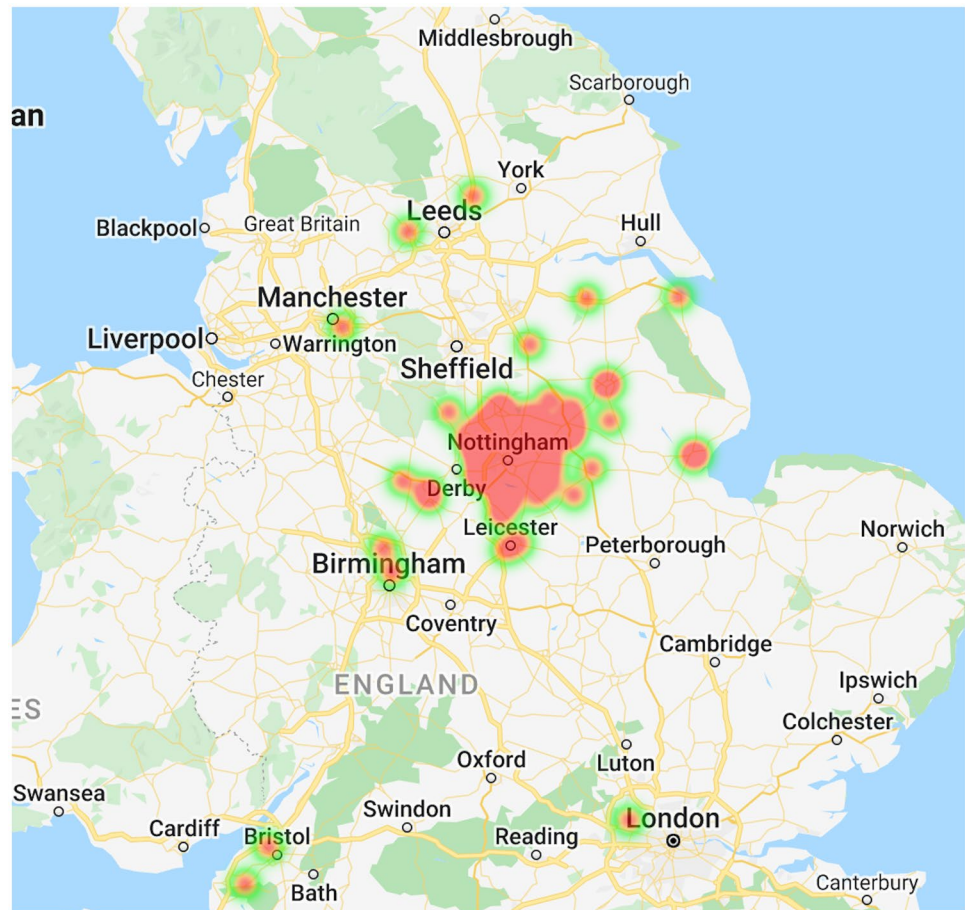 Middlesbrough
Scarborough
an
York
Leeds
Blackpool
Great Britain
Hull
Manchester
Liverpool
Warrington
Sheffield
Chester
Nottingham
Derby
Leicester
Norwich
Peterborough
Birmingham
Coventry
Cambridge
ENGLAND
Ipswich
ES
Colchester
Oxford
Luton
Swansea
Swindon
London
Cardiff
Bristol
Reading
Bath
Canterbury